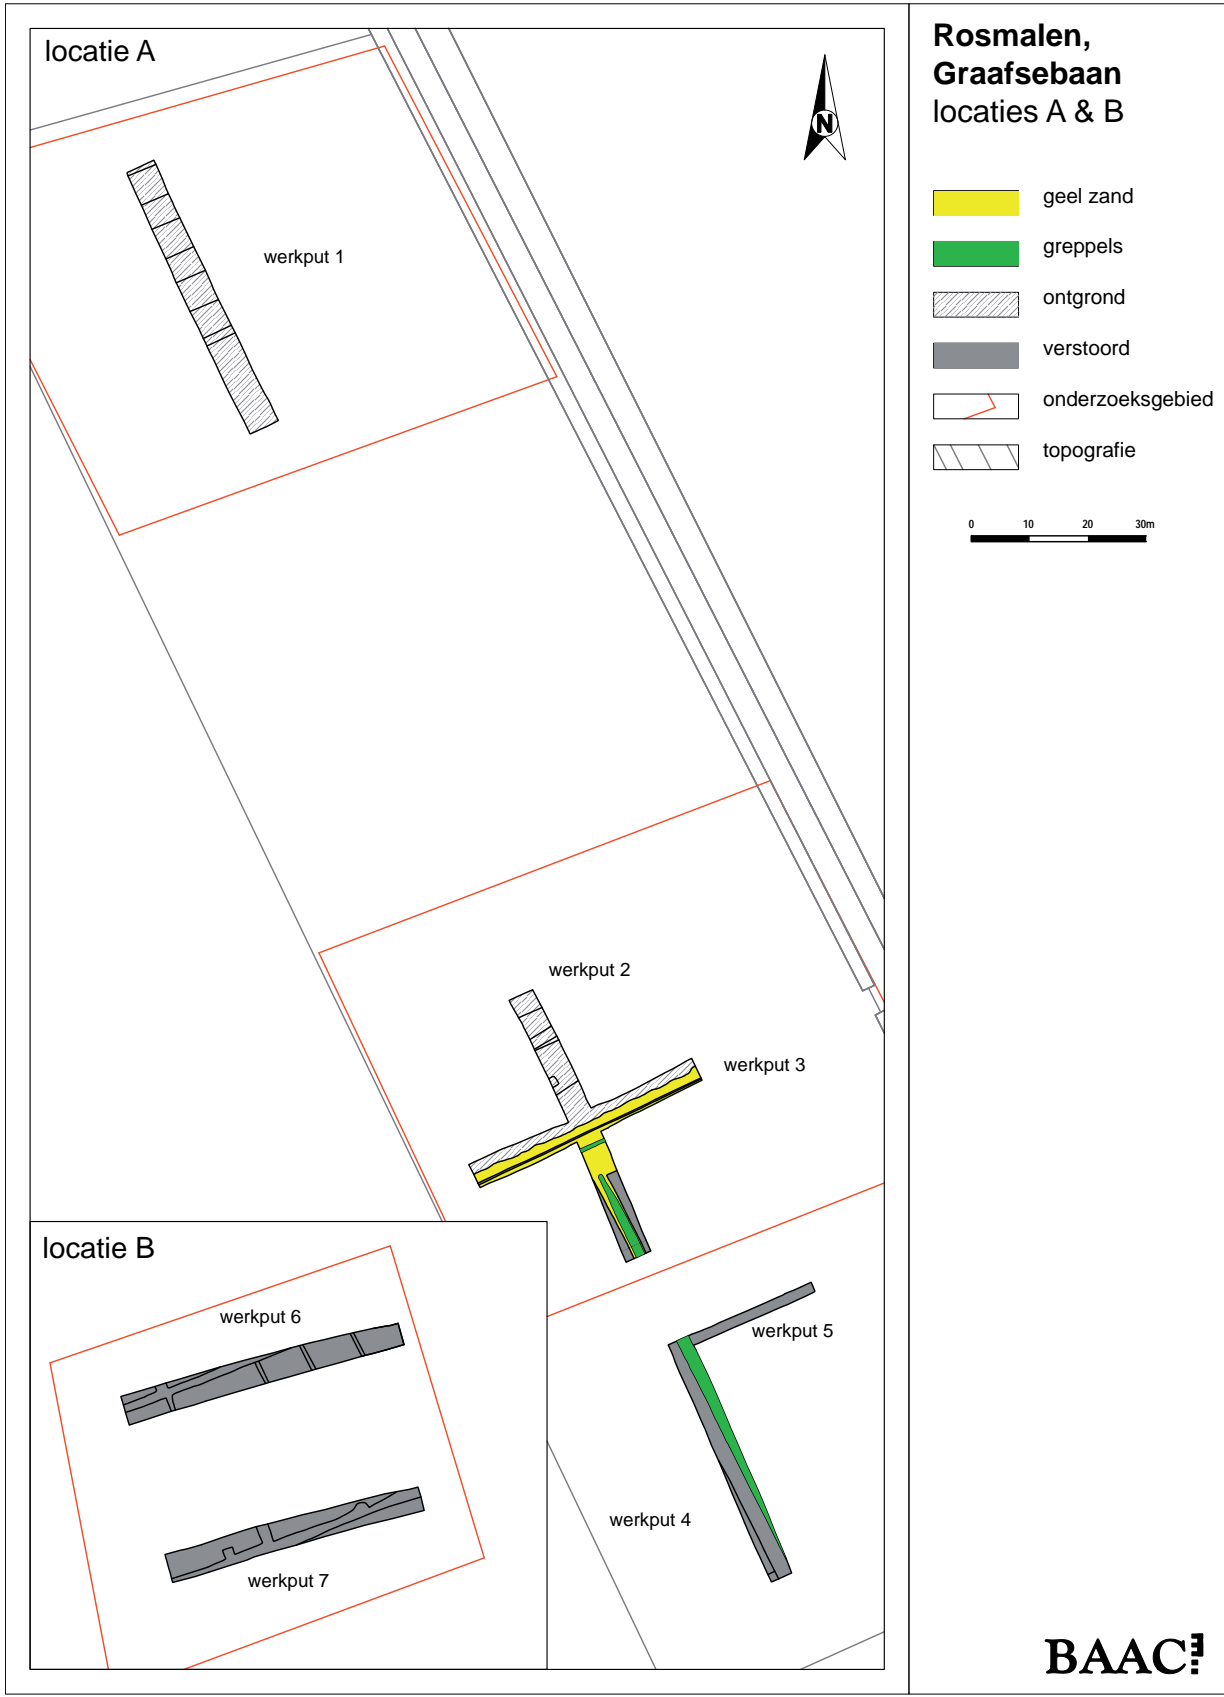 locatie A
N
werkput 1
werkput 2
werkput 3
locatie B
werkput 6
werkput 5
werkput 4
werkput 7
Rosmalen,
Graafsebaan
locaties A & B
geel zand
greppels
ontgrond
verstoord
onderzoeksgebied
topografie
0 10 20 30m
BAAC